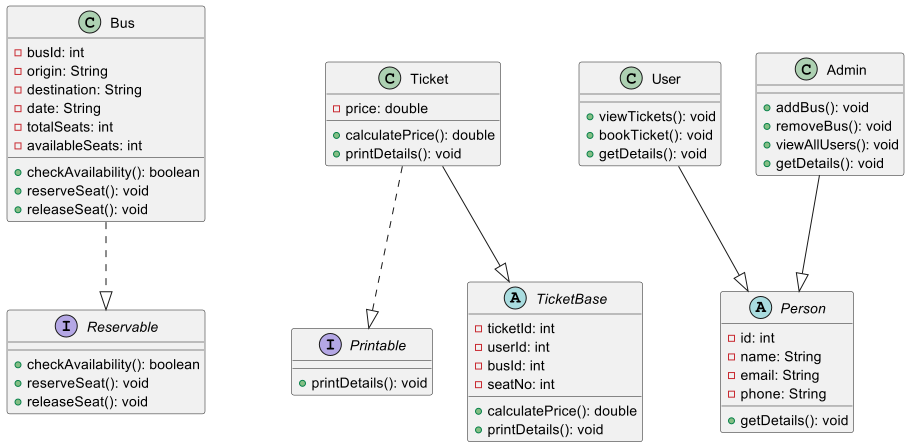 C Bus
busId: int
origin: String
destination: String
date: String
totalSeats: int
availableSeats: int
checkAvailability(): boolean
reserveSeat(): void
releaseSeat(): void
C Ticket
price: double
calculatePrice(): double
printDetails(): void
C User
viewTickets(): void
bookTicket(): void
getDetails(): void
C Admin
addBus(): void
removeBus(): void
viewAllUsers(): void
getDetails(): void
I Reservable
checkAvailability(): boolean
reserveSeat(): void
releaseSeat(): void
I Printable
printDetails(): void
A TicketBase
ticketId: int
userId: int
busId: int
seatNo: int
calculatePrice(): double
printDetails(): void
A Person
id: int
name: String
email: String
phone: String
getDetails(): void